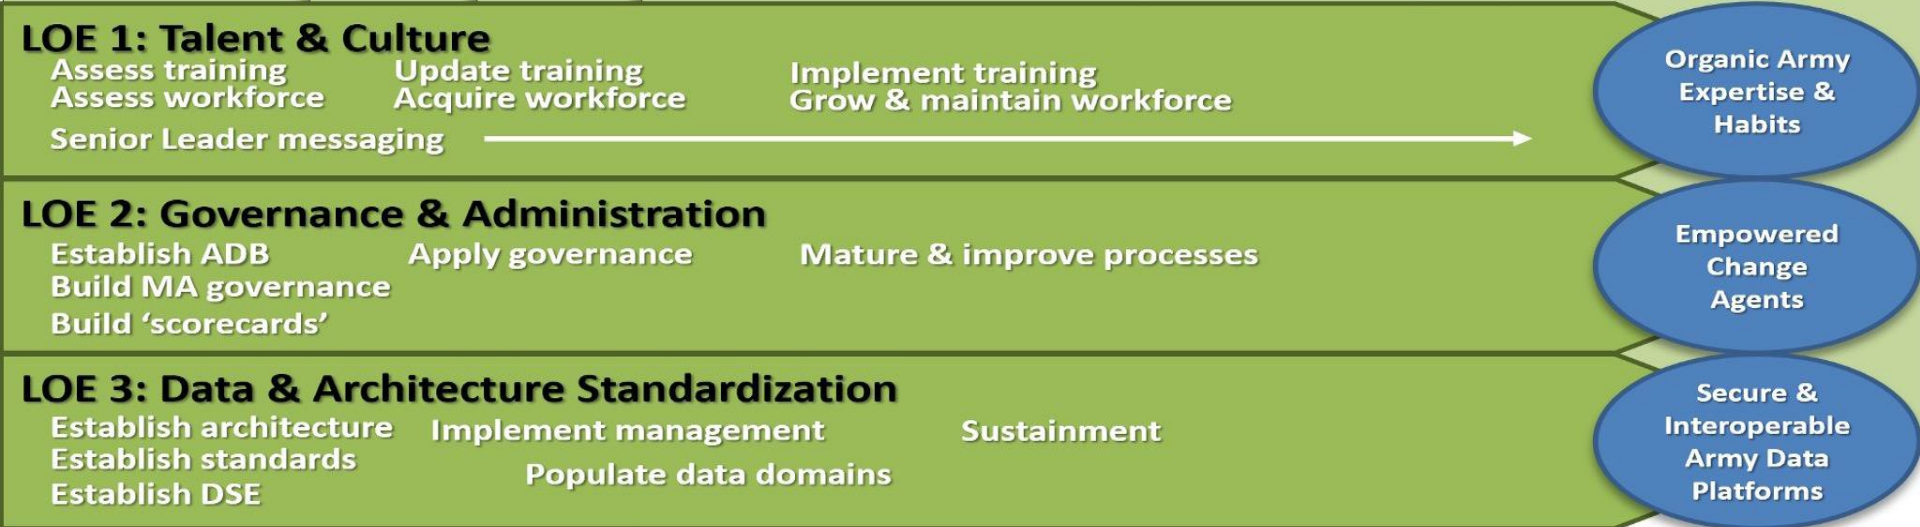 LOE 1: Talent & Culture
Assess training
Assess workforce
Update training
Acquire workforce
Implement training
Grow & maintain workforce
Senior Leader messaging
Organic Army
Expertise &
Habits
LOE 2: Governance & Administration
Establish ADB
Build MA governance
Build ‘scorecards’
Apply governance
Mature & improve processes
Empowered
Change
Agents
LOE 3: Data & Architecture Standardization
Establish architecture
Establish standards
Establish DSE
Implement management
Populate data domains
Sustainment
Secure &
Interoperable
Army Data
Platforms